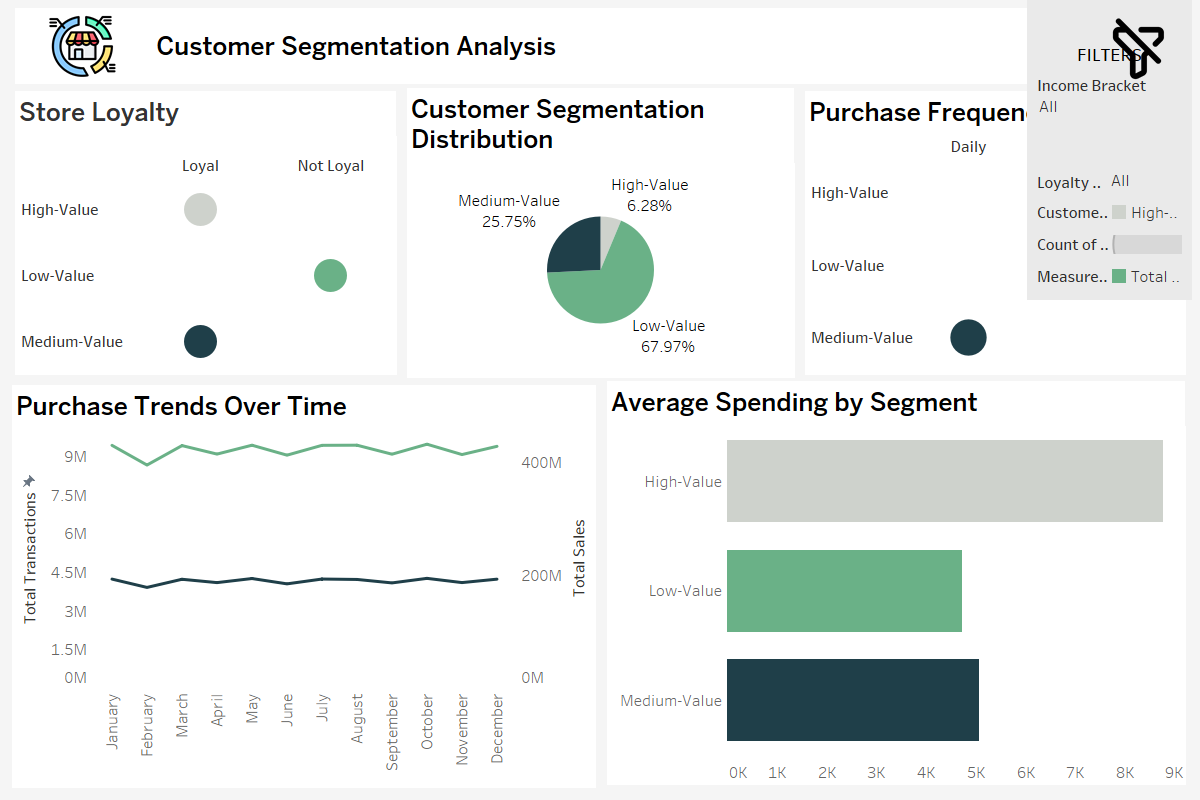 Customer Segmentation Analysis
FILTERS
Income Bracket
All
Loyalty .. All
Custome.. High-..
Count of ..
Measure.. Total ..
Store Loyalty
Loyal Not Loyal
High-Value
Low-Value
Medium-Value
Customer Segmentation
Distribution
High-Value
6.28%
Medium-Value
25.75%
Low-Value
67.97%
Purchase Frequen
Daily
High-Value
Low-Value
Medium-Value
Purchase Trends Over Time
Total Transactions
9M
7.5M
6M
4.5M
3M
1.5M
0M
400M
200M
0M
Total Sales
January
February
March
April
May
June
July
August
September
October
November
December
Average Spending by Segment
High-Value
Low-Value
Medium-Value
0K 1K 2K 3K 4K 5K 6K 7K 8K 9K